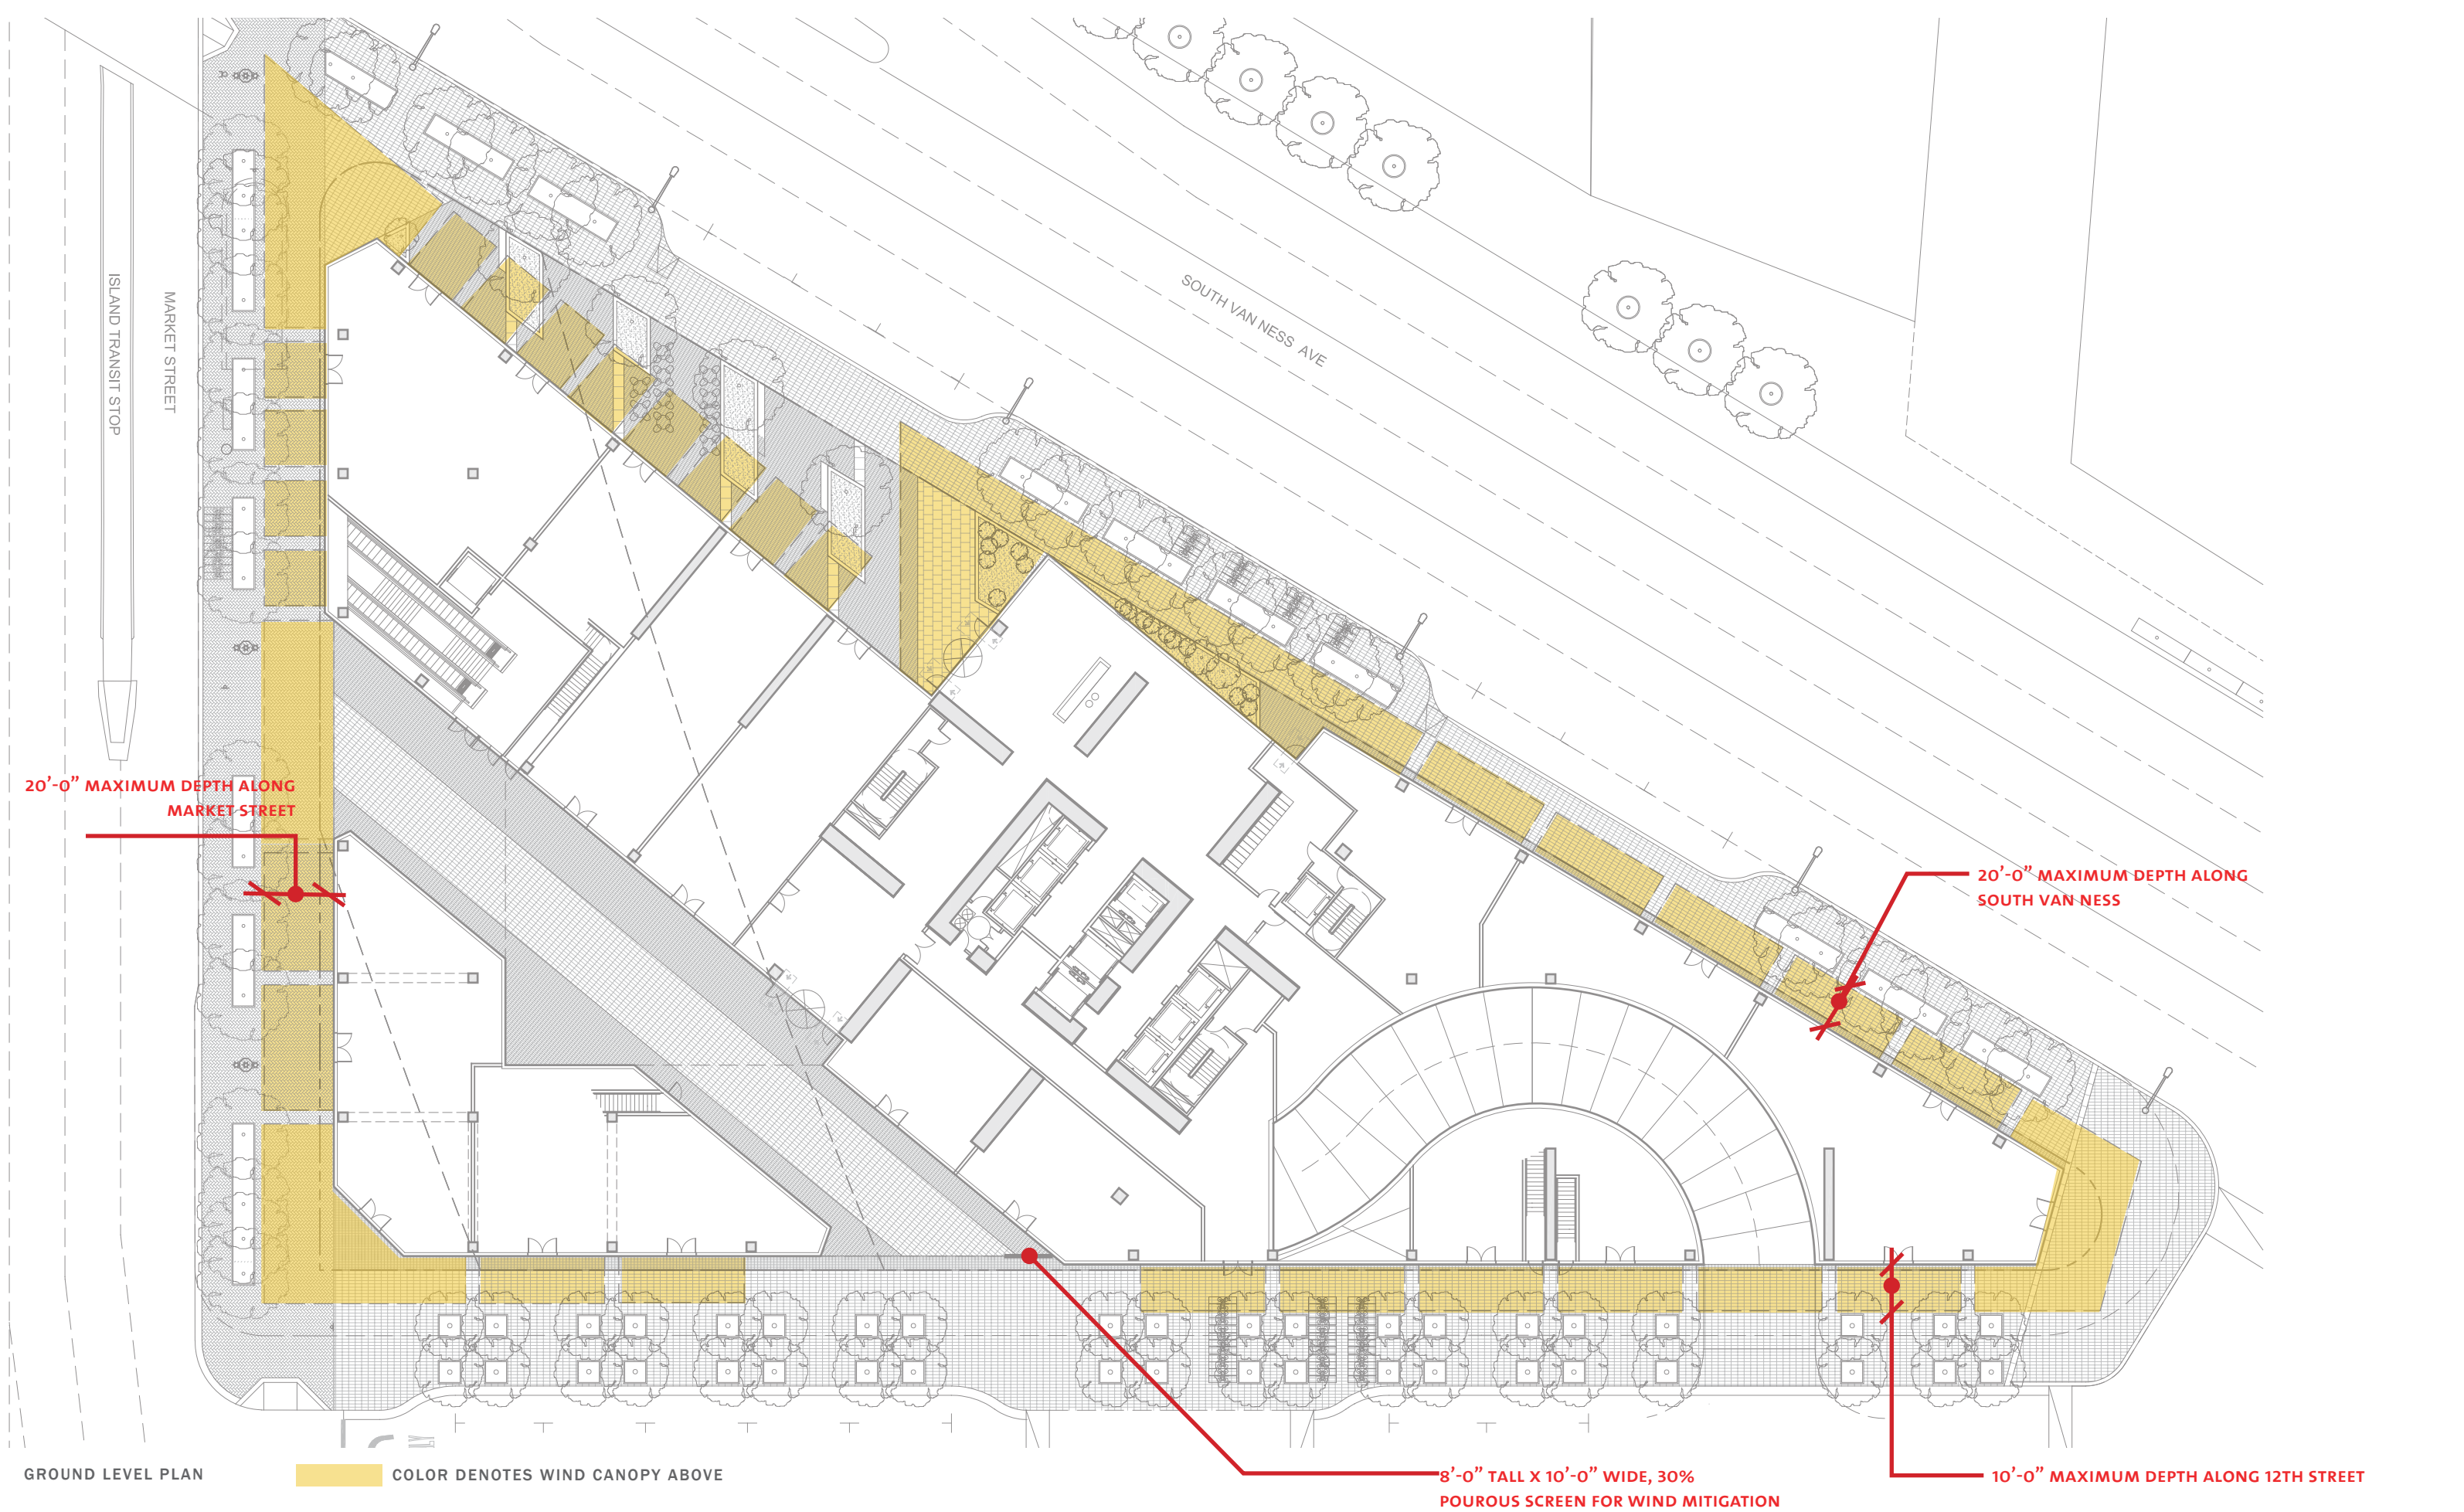 SOUTH VAN NESS AVE
ISLAND TRANSIT STOP
MARKET STREET
20'-0" MAXIMUM DEPTH ALONG
MARKET STREET
20'-0" MAXIMUM DEPTH ALONG
SOUTH VAN NESS
GROUND LEVEL PLAN
COLOR DENOTES WIND CANOPY ABOVE
8'-0" TALL X 10'-0" WIDE, 30%
POUROUS SCREEN FOR WIND MITIGATION
10'-0" MAXIMUM DEPTH ALONG 12TH STREET